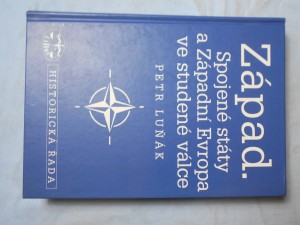 Západ.
Spojené státy
a Západní Evropa
ve studené válce
PETR LUŇÁK
HISTORICKÁ ŘADA